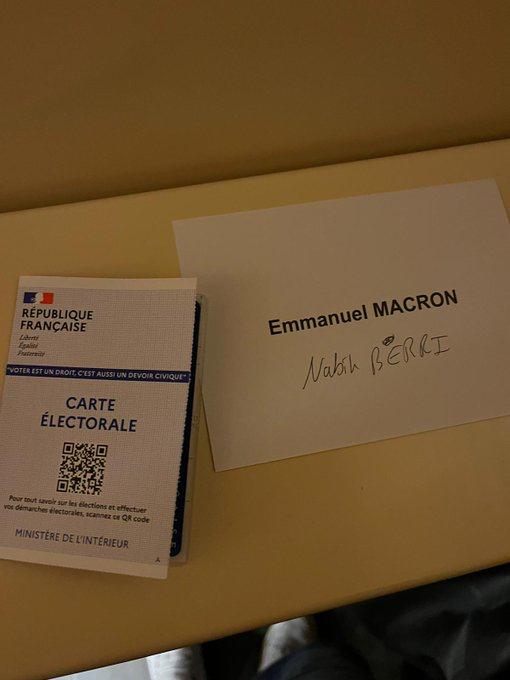 RÉPUBLIQUE
FRANÇAISE
Liberté
Égalité
Fraternité
"VOTER EST UN DROIT, C'EST AUSSI UN DEVOIR CIVIQUE"
CARTE
ÉLECTORALE
Pour tout savoir sur les élections et effectuer
vos démarches électorales, scannez ce QR code
MINISTÈRE DE L'INTÉRIEUR
Emmanuel MACRON
Nabih BERRI